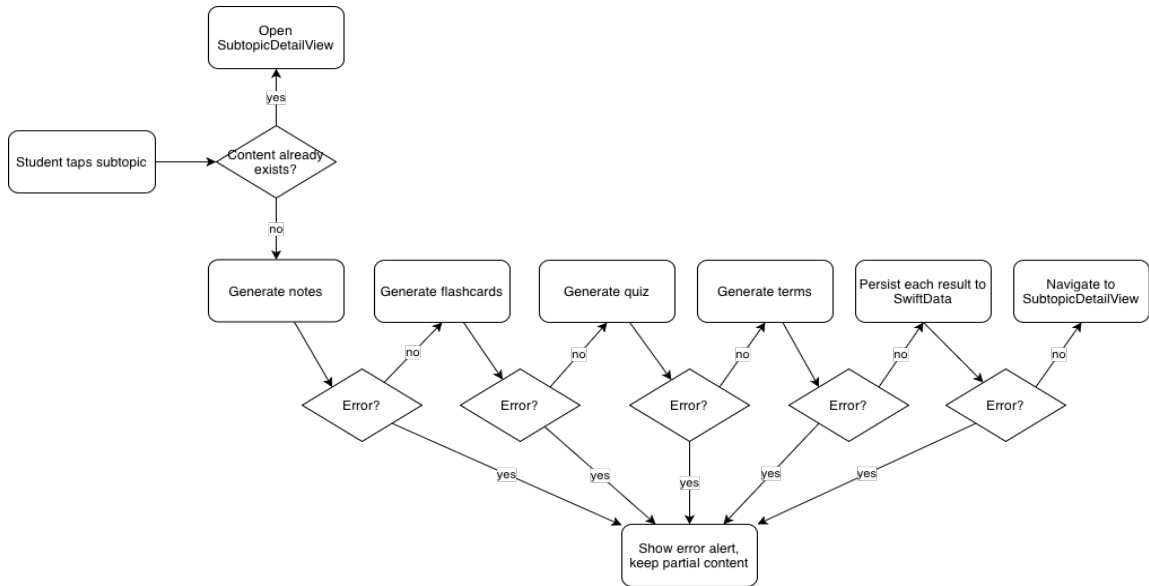 Open
SubtopicDetailView
yes
Student taps subtopic
Content already
exists?
no
Generate notes
Generate flashcards
Generate quiz
Generate terms
Persist each result to
SwiftData
Navigate to
SubtopicDetailView
no
no
no
no
no
Error?
Error?
Error?
Error?
Error?
yes
yes
yes
yes
yes
Show error alert,
keep partial content